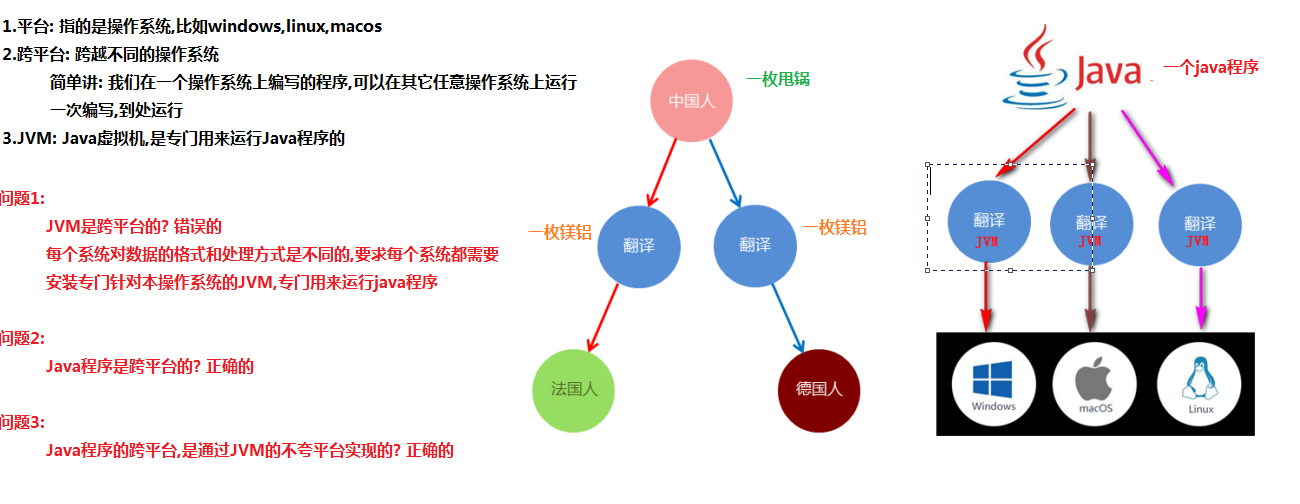 1.平台: 指的是操作系统,比如windows,linux,macos
2.跨平台: 跨越不同的操作系统
简单讲: 我们在一个操作系统上编写的程序,可以在其它任意操作系统上运行
一次编写,到处运行
3.JVM: Java虚拟机,是专门用来运行Java程序的
问题1:
JVM是跨平台的? 错误的
每个系统对数据的格式和处理方式是不同的,要求每个系统都需要
安装专门针对本操作系统的JVM,专门用来运行java程序
问题2:
Java程序是跨平台的? 正确的
问题3:
Java程序的跨平台,是通过JVM的不夸平台实现的? 正确的
一枚甩锅
中国人
一枚镁铝
翻译
翻译
一枚镁铝
法国人
德国人
Java
一个java程序
翻译
JVM
翻译
JVM
翻译
JVM
Windows
macOS
Linux